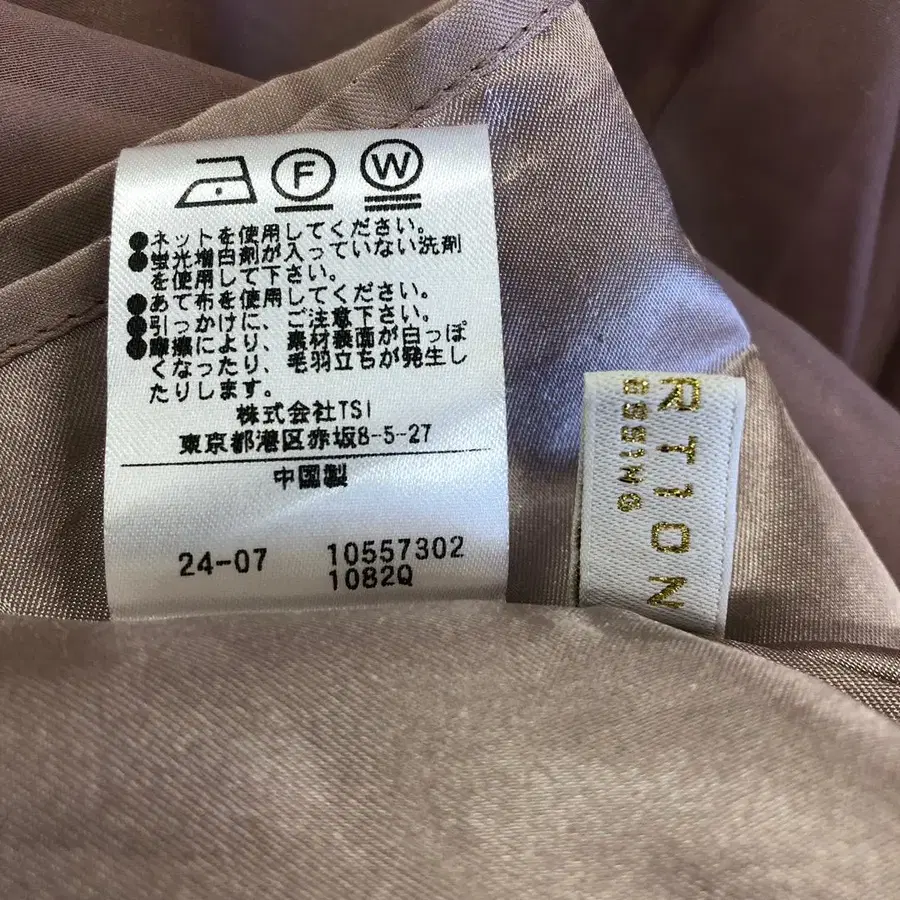 F
W
●ネットを使用してください。
●蛍光増白剤が入っていない洗剤
を使用して下さい。
●あて布を使用してください。
●引っかけに、ご注意下さい。
●摩擦により、素材表面が白っぽ
くなったり、毛羽立ちが発生し
たりします。
株式会社TSI
東京都港区赤坂8-5-27
中国製
24-07 10557302
1082Q
RTION